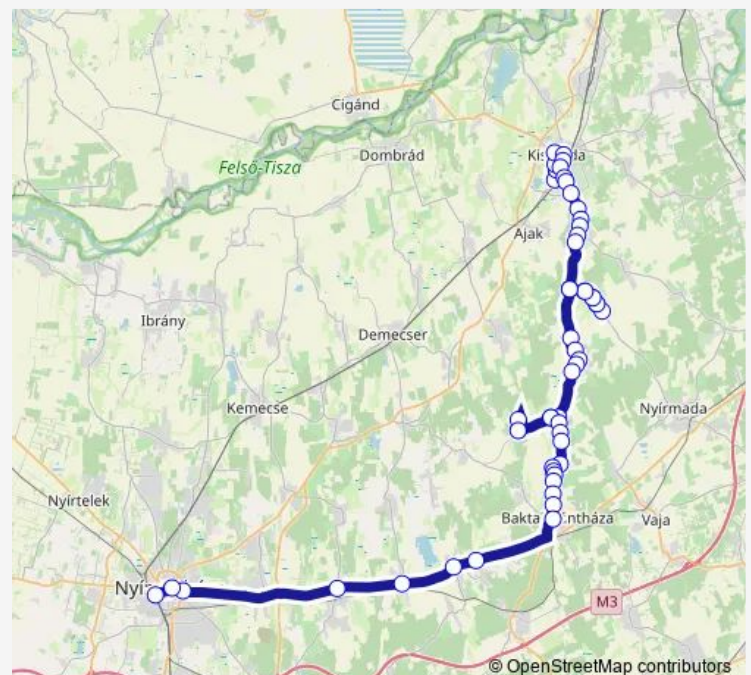 Cigánd
Dombrád
Felső-Tisza
Ajak
Ibrány
Demecser
Kemecse
Nyírmada
Nyírtelek
Vaja
M3
© OpenStreetMap contributors